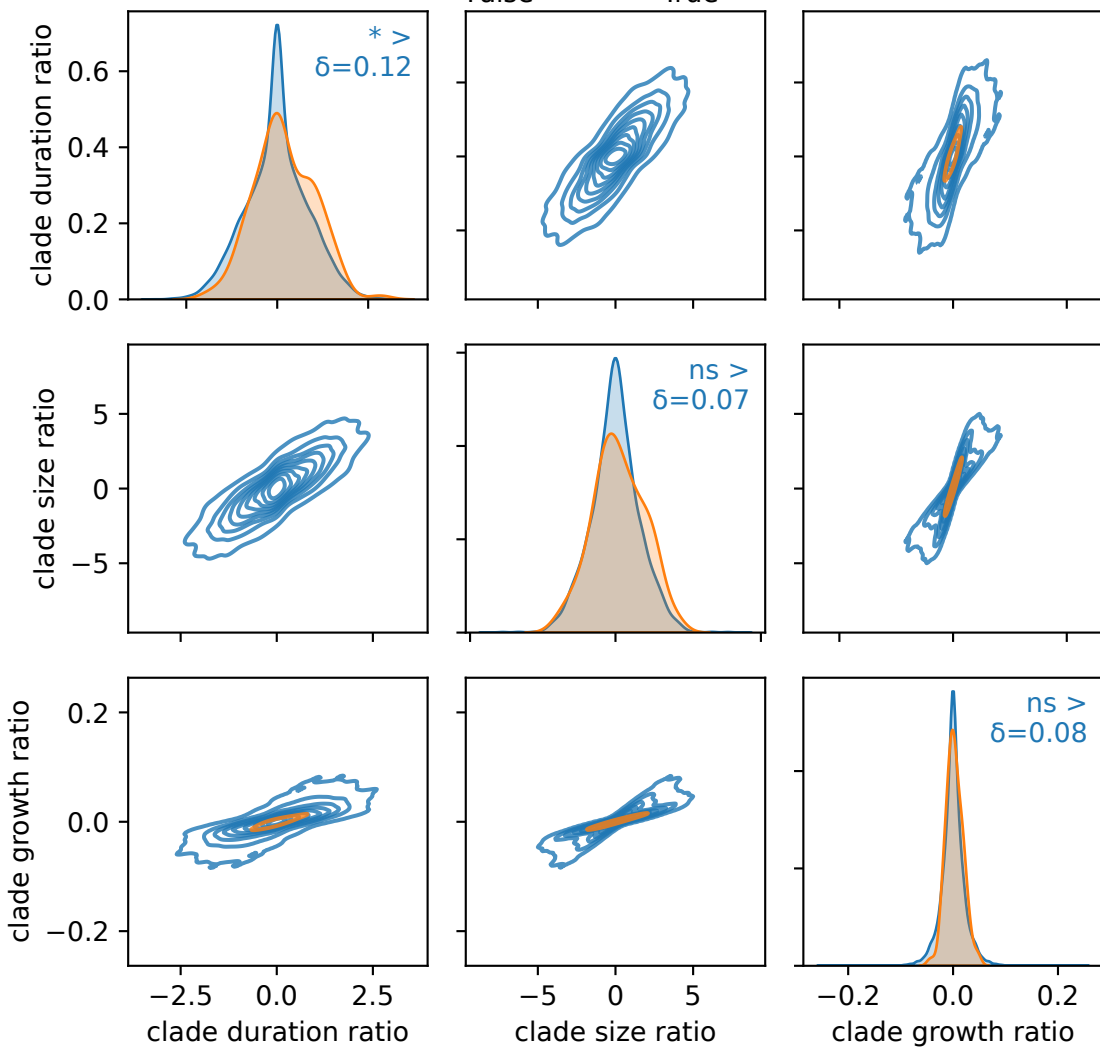 True
clade duration ratio
0.6
0.4
0.2
0.0
* >
δ=0.12
clade size ratio
5
0
−5
ns >
δ=0.07
clade growth ratio
0.2
0.0
−0.2
ns >
δ=0.08
−2.5 0.0 2.5
−5 0 5
−0.2 0.0 0.2
clade duration ratio
clade size ratio
clade growth ratio